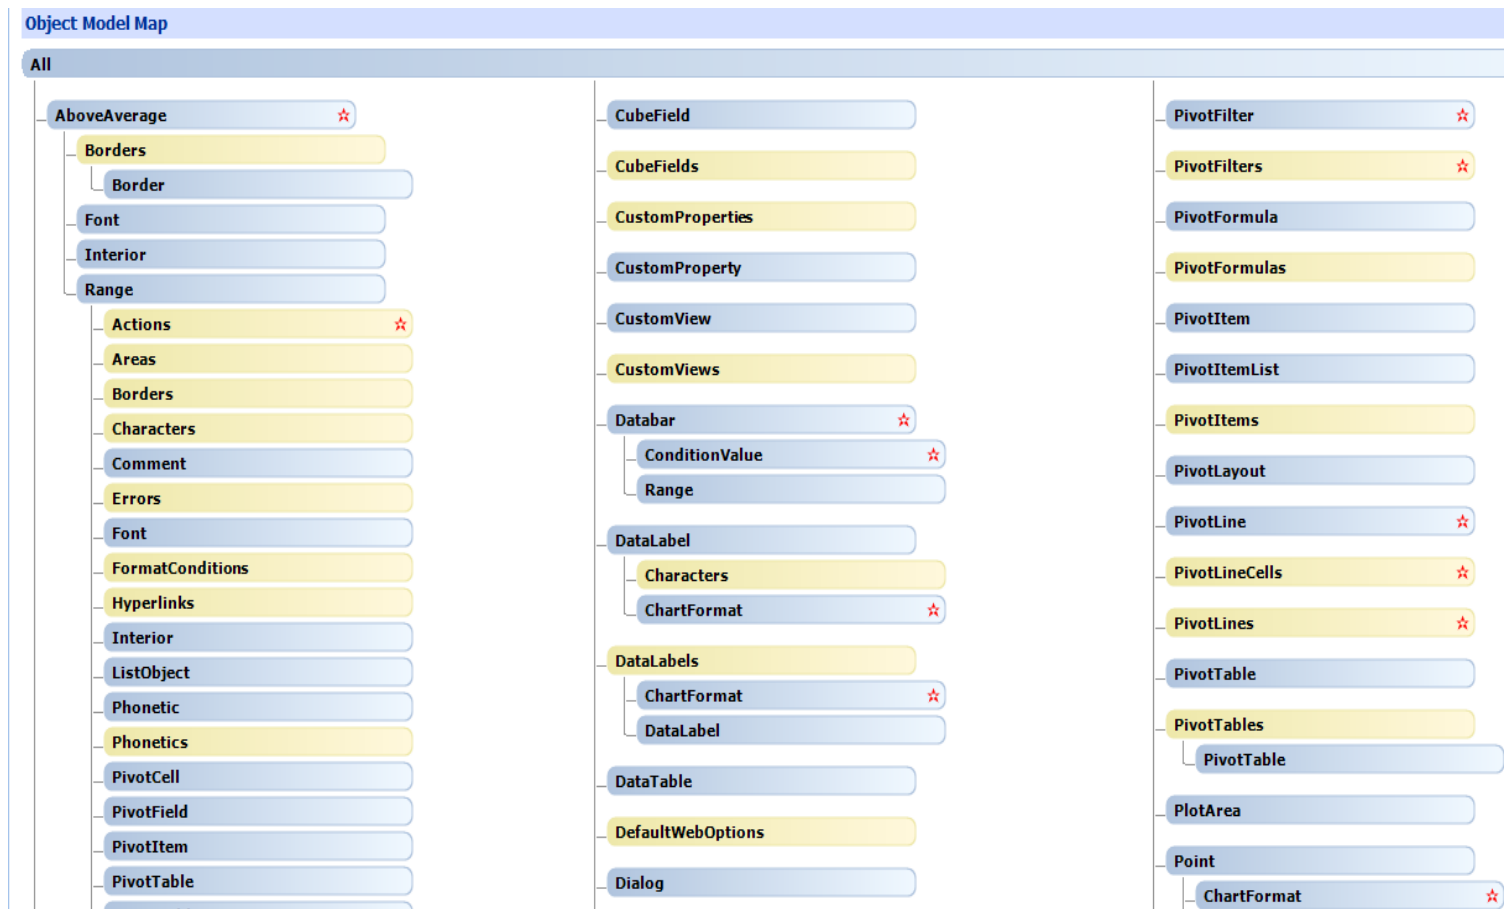 Object Model Map
All
AboveAverage
Borders
Border
Font
Interior
Range
Actions
Areas
Borders
Characters
Comment
Errors
Font
FormatConditions
Hyperlinks
Interior
ListObject
Phonetic
Phonetics
PivotCell
PivotField
PivotItem
PivotTable
CubeField
CubeFields
CustomProperties
CustomProperty
CustomView
CustomViews
Databar
ConditionValue
Range
DataLabel
Characters
ChartFormat
DataLabels
ChartFormat
DataLabel
DataTable
DefaultWebOptions
Dialog
PivotFilter
PivotFilters
PivotFormula
PivotFormulas
PivotItem
PivotItemList
PivotItems
PivotLayout
PivotLine
PivotLineCells
PivotLines
PivotTable
PivotTables
PivotTable
PlotArea
Point
ChartFormat